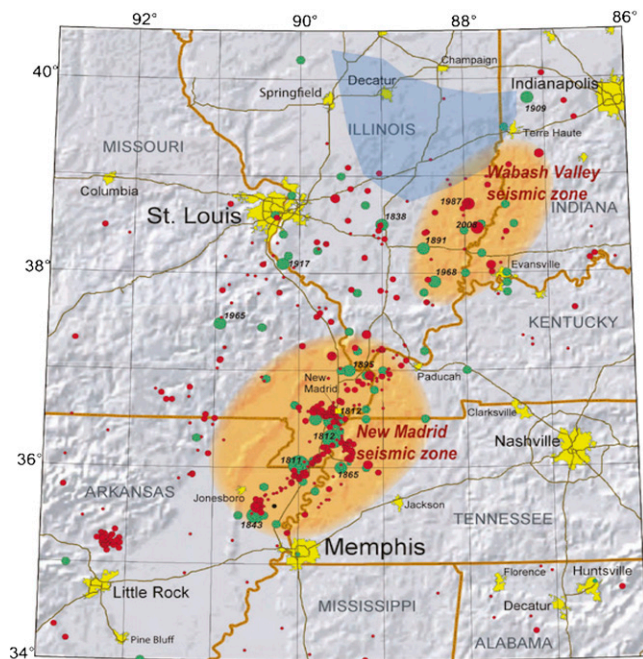 92°
90°
88°
86°
40°
Champaign
Decatur
Springfield
Indianapolis
1909
ILLINOIS
Terre Haute
MISSOURI
Wabash Valley
seismic zone
Columbia
1987
St. Louis
1838
INDIANA
2008
1891
38°
1917
Evansville
1968
1965
KENTUCKY
1895
New
Madrid
Paducah
1812
Clarksville
New Madrid
seismic zone
1812
Nashville
36°
1811
1865
ARKANSAS
Jonesboro
Jackson
1843
TENNESSEE
Memphis
Florence
Huntsville
Little Rock
Decatur
MISSISSIPPI
Pine Bluff
ALABAMA
34°